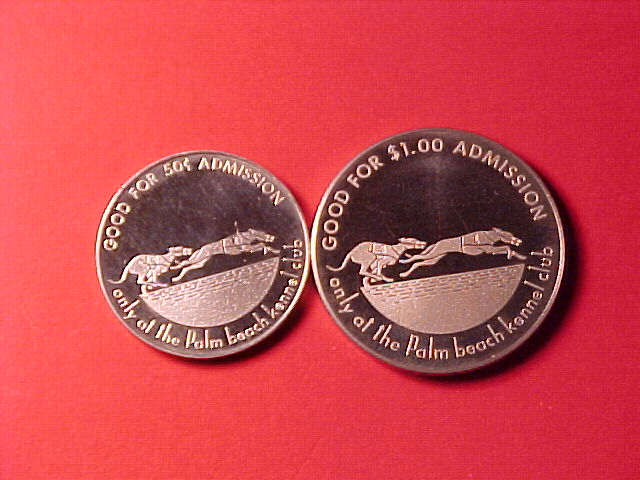 GOOD FOR 50¢ ADMISSION
only at the Palm beach kennel club
GOOD FOR $1.00 ADMISSION
only at the Palm beach kennel club